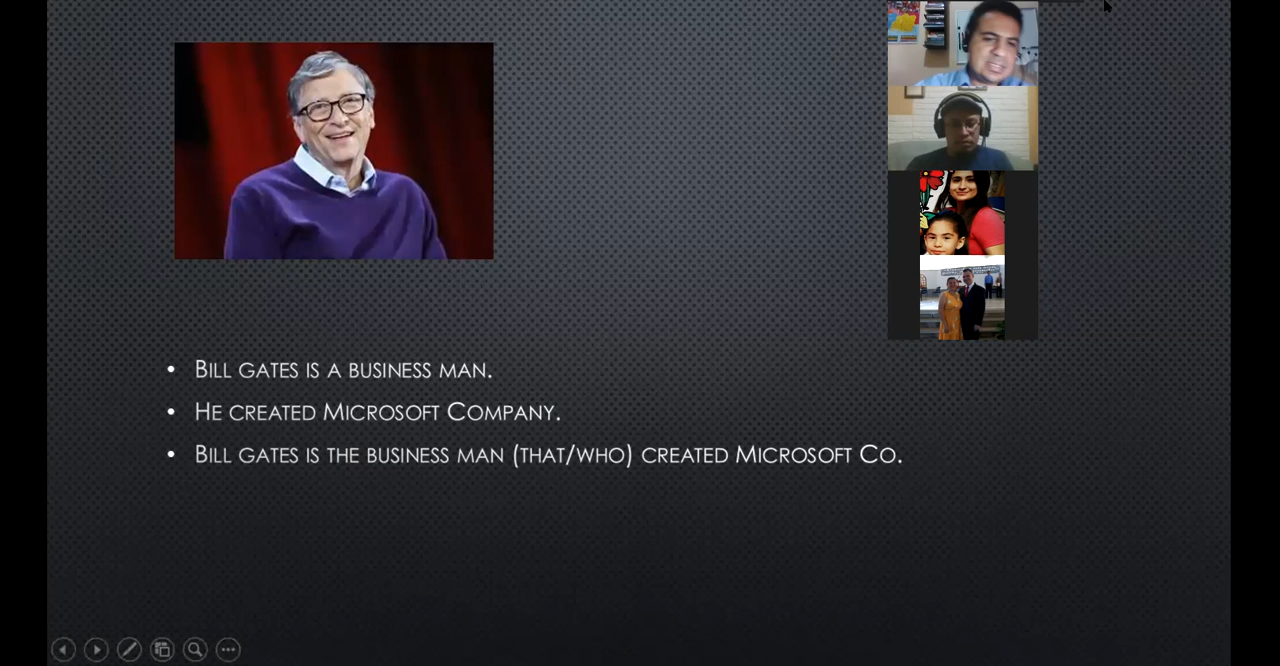 • Bill gates is a business man.
• He created Microsoft Company.
• Bill gates is the business man (that/who) created Microsoft Co.